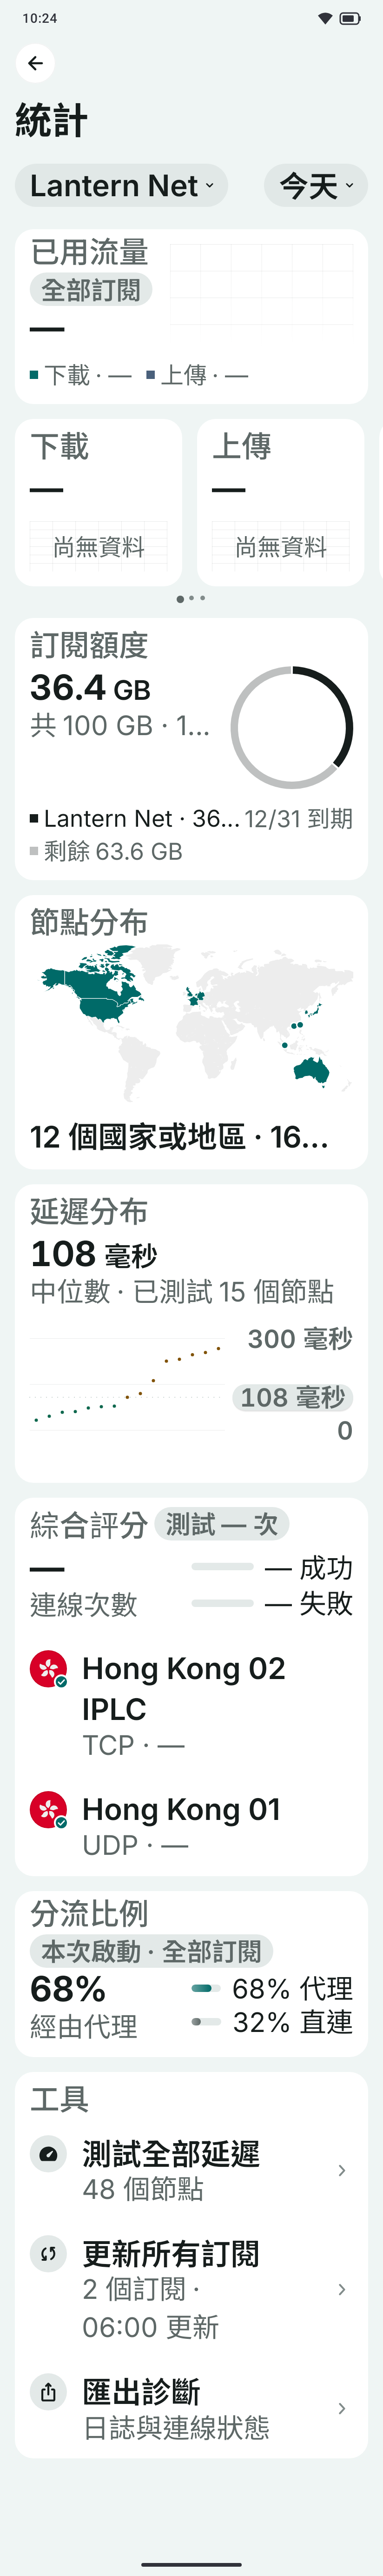 10:24
統計
Lantern Net
今天
已用流量
全部訂閱
—
下載 · —
上傳 · —
下載
—
尚無資料
上傳
—
尚無資料
訂閱額度
36.4 GB
共 100 GB · 1…
Lantern Net · 36… 12/31 到期
剩餘 63.6 GB
節點分布
12 個國家或地區 · 16…
延遲分布
108 毫秒
中位數 · 已測試 15 個節點
300 毫秒
108 毫秒
0
綜合評分 測試 — 次
—
連線次數
— 成功
— 失敗
Hong Kong 02
IPLC
TCP · —
Hong Kong 01
UDP · —
分流比例
本次啟動 · 全部訂閱
68%
經由代理
68% 代理
32% 直連
工具
測試全部延遲
48 個節點
更新所有訂閱
2 個訂閱 ·
06:00 更新
匯出診斷
日誌與連線狀態